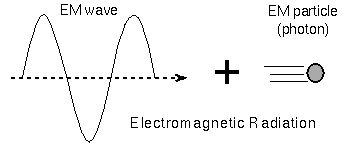 EM wave
EM particle
(photon)
+
Electromagnetic Radiation